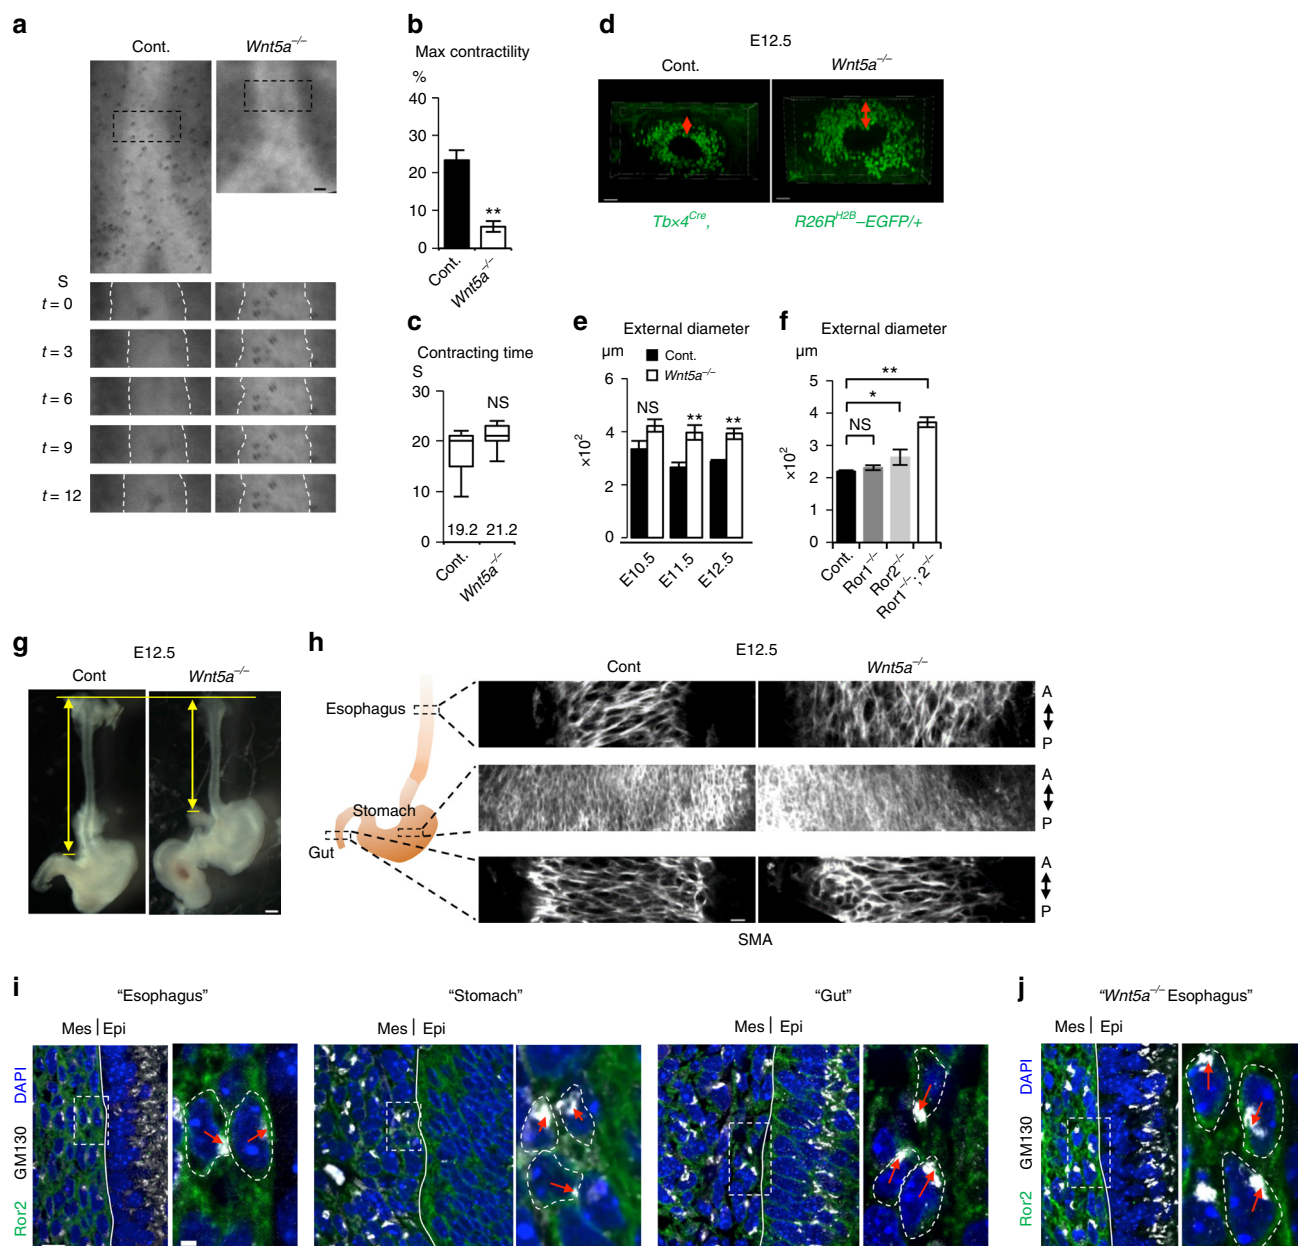 a
Cont.
Wnt5a–/–
S
t = 0
t = 3
t = 6
t = 9
t = 12
b
Max contractility
%
40
30
20
10
0
**
Cont.
Wnt5a–/–
c
Contracting time
S
30
20
10
0
NS
19.2 21.2
Cont.
Wnt5a–/–
d
E12.5
Cont.
Wnt5a–/–
Tbx4Cre,
R26RH2B–EGFP/+
e
External diameter
µm
Cont.
Wnt5a–/–
×10²
6
4
2
0
NS
**
**
E10.5
E11.5
E12.5
f
External diameter
µm
×10²
5
4
3
2
1
0
NS
*
**
Cont.
Ror1–/–
Ror2–/–
Ror1–/–; 2–/–
g
E12.5
Cont
Wnt5a–/–
h
E12.5
Cont
Wnt5a–/–
Esophagus
Stomach
Gut
A
P
A
P
A
P
SMA
i
“Esophagus”
Mes | Epi
“Stomach”
Mes | Epi
“Gut”
Mes | Epi
Ror2 GM130 DAPI
j
“Wnt5a–/– Esophagus”
Mes | Epi
Ror2 GM130 DAPI